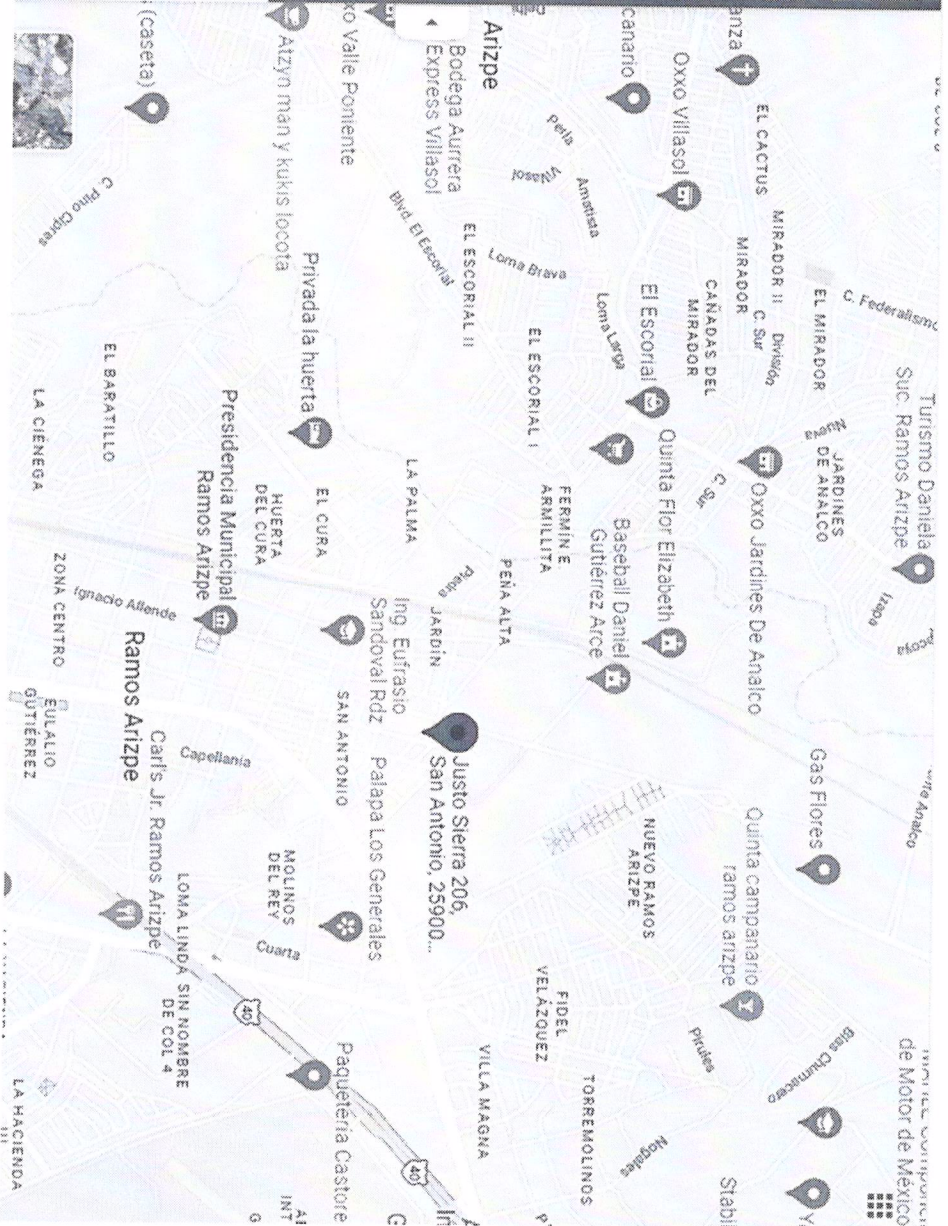 Turismo Daniela
Suc. Ramos Arizpe
C. Federalismo
EL MIRADOR
Nueva
JARDINES
DE ANALCO
EL CACTUS
MIRADOR II
MIRADOR
División
C. Sur
CAÑADAS DEL
MIRADOR
Oxxo Jardines De Analco
C. Sur
Gas Flores
de Motor de México
Quinta campanario
ramos arizpe
Blas Chumacero
Pirules
Nogales
Oxxo Villasol
canario
El Escorial
Quinta Flor Elizabeth
Baseball Daniel
Gutiérrez Arce
NUEVO RAMOS
ARIZPE
TORREMOLINOS
FIDEL
VELÁZQUEZ
Perla
Amatista
Villasol
Loma Larga
Loma Brava
EL ESCORIAL I
EL ESCORIAL II
FERMÍN E
ARMILLITA
PEÑA ALTA
Arizpe
Bodega Aurrera
Express Villasol
Blvd. El Escorial
LA PALMA
Piedra
JARDÍN
Justo Sierra 206,
San Antonio, 25900...
VILLA MAGNA
Ing. Eufrasio
Sandoval Rdz
Palapa Los Generales
xo Valle Poniente
Atzyn man y kukis locota
Privada la huerta
EL CURA
HUERTA
DEL CURA
SAN ANTONIO
MOLINOS
DEL REY
Cuarta
Paquetería Castore
40
40
Presidencia Municipal
Ramos Arizpe
Ignacio Allende
Capellanía
Ramos Arizpe
Carl's Jr. Ramos Arizpe
LOMA LINDA
SIN NOMBRE
DE COL 4
(caseta)
C. Pino Cipres
EL BARATILLO
LA CIÉNEGA
ZONA CENTRO
EULALIO
GUTIÉRREZ
LA HACIENDA
III